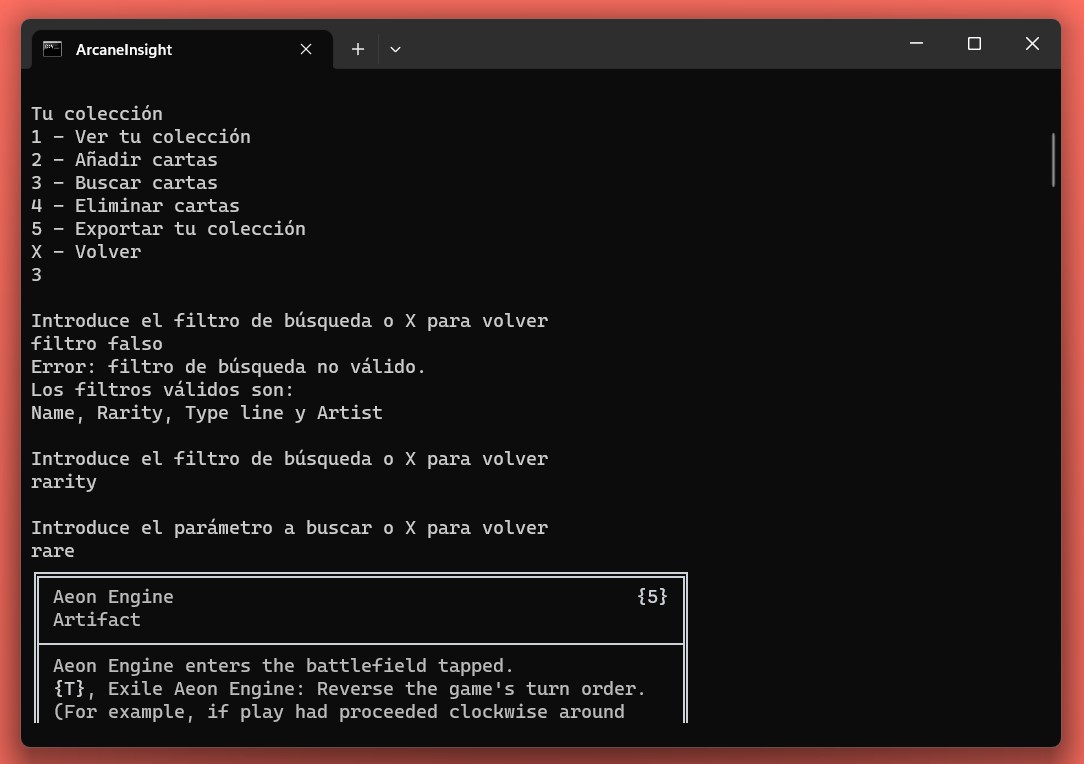 ArcaneInsight
Tu colección
1 - Ver tu colección
2 - Añadir cartas
3 - Buscar cartas
4 - Eliminar cartas
5 - Exportar tu colección
X - Volver
3
Introduce el filtro de búsqueda o X para volver
filtro falso
Error: filtro de búsqueda no válido.
Los filtros válidos son:
Name, Rarity, Type line y Artist
Introduce el filtro de búsqueda o X para volver
rarity
Introduce el parámetro a buscar o X para volver
rare
Aeon Engine {5}
Artifact
Aeon Engine enters the battlefield tapped.
{T}, Exile Aeon Engine: Reverse the game's turn order.
(For example, if play had proceeded clockwise around